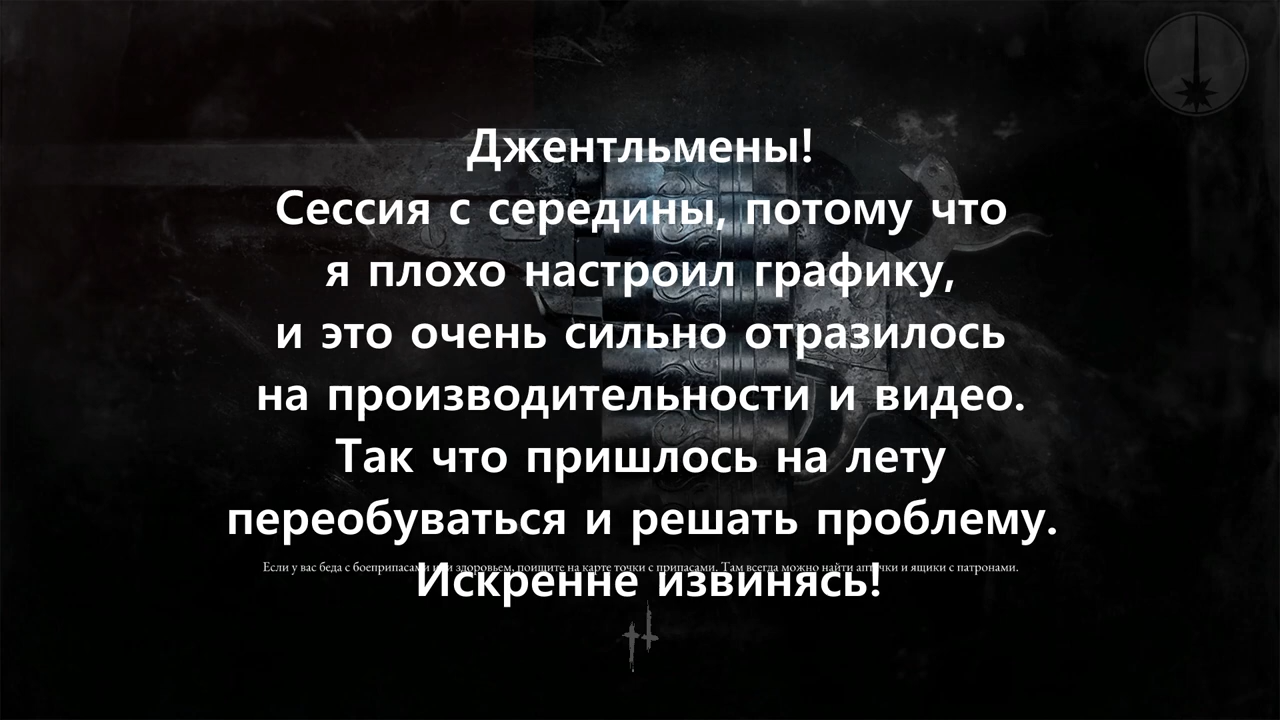 Джентльмены!
Сессия с середины, потому что
я плохо настроил графику,
и это очень сильно отразилось
на производительности и видео.
Так что пришлось на лету
переобуваться и решать проблему.
Если у вас беда с боеприпасами или здоровьем, поищите на карте точки с припасами. Там всегда можно найти аптечки и ящики с патронами.
Искренне извинясь!